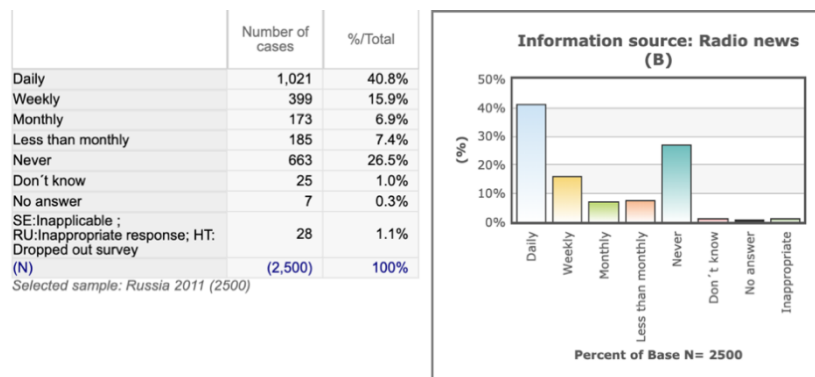 Number of
cases
%/Total
Daily 1,021 40.8%
Weekly 399 15.9%
Monthly 173 6.9%
Less than monthly 185 7.4%
Never 663 26.5%
Don´t know 25 1.0%
No answer 7 0.3%
SE:Inapplicable ;
RU:Inappropriate response; HT: 28 1.1%
Dropped out survey
(N) (2,500) 100%
Selected sample: Russia 2011 (2500)
Information source: Radio news
(B)
50%
40%
30%
20%
10%
0%
(%)
Daily
Weekly
Monthly
Less than monthly
Never
Don´t know
No answer
Inappropriate
Percent of Base N= 2500